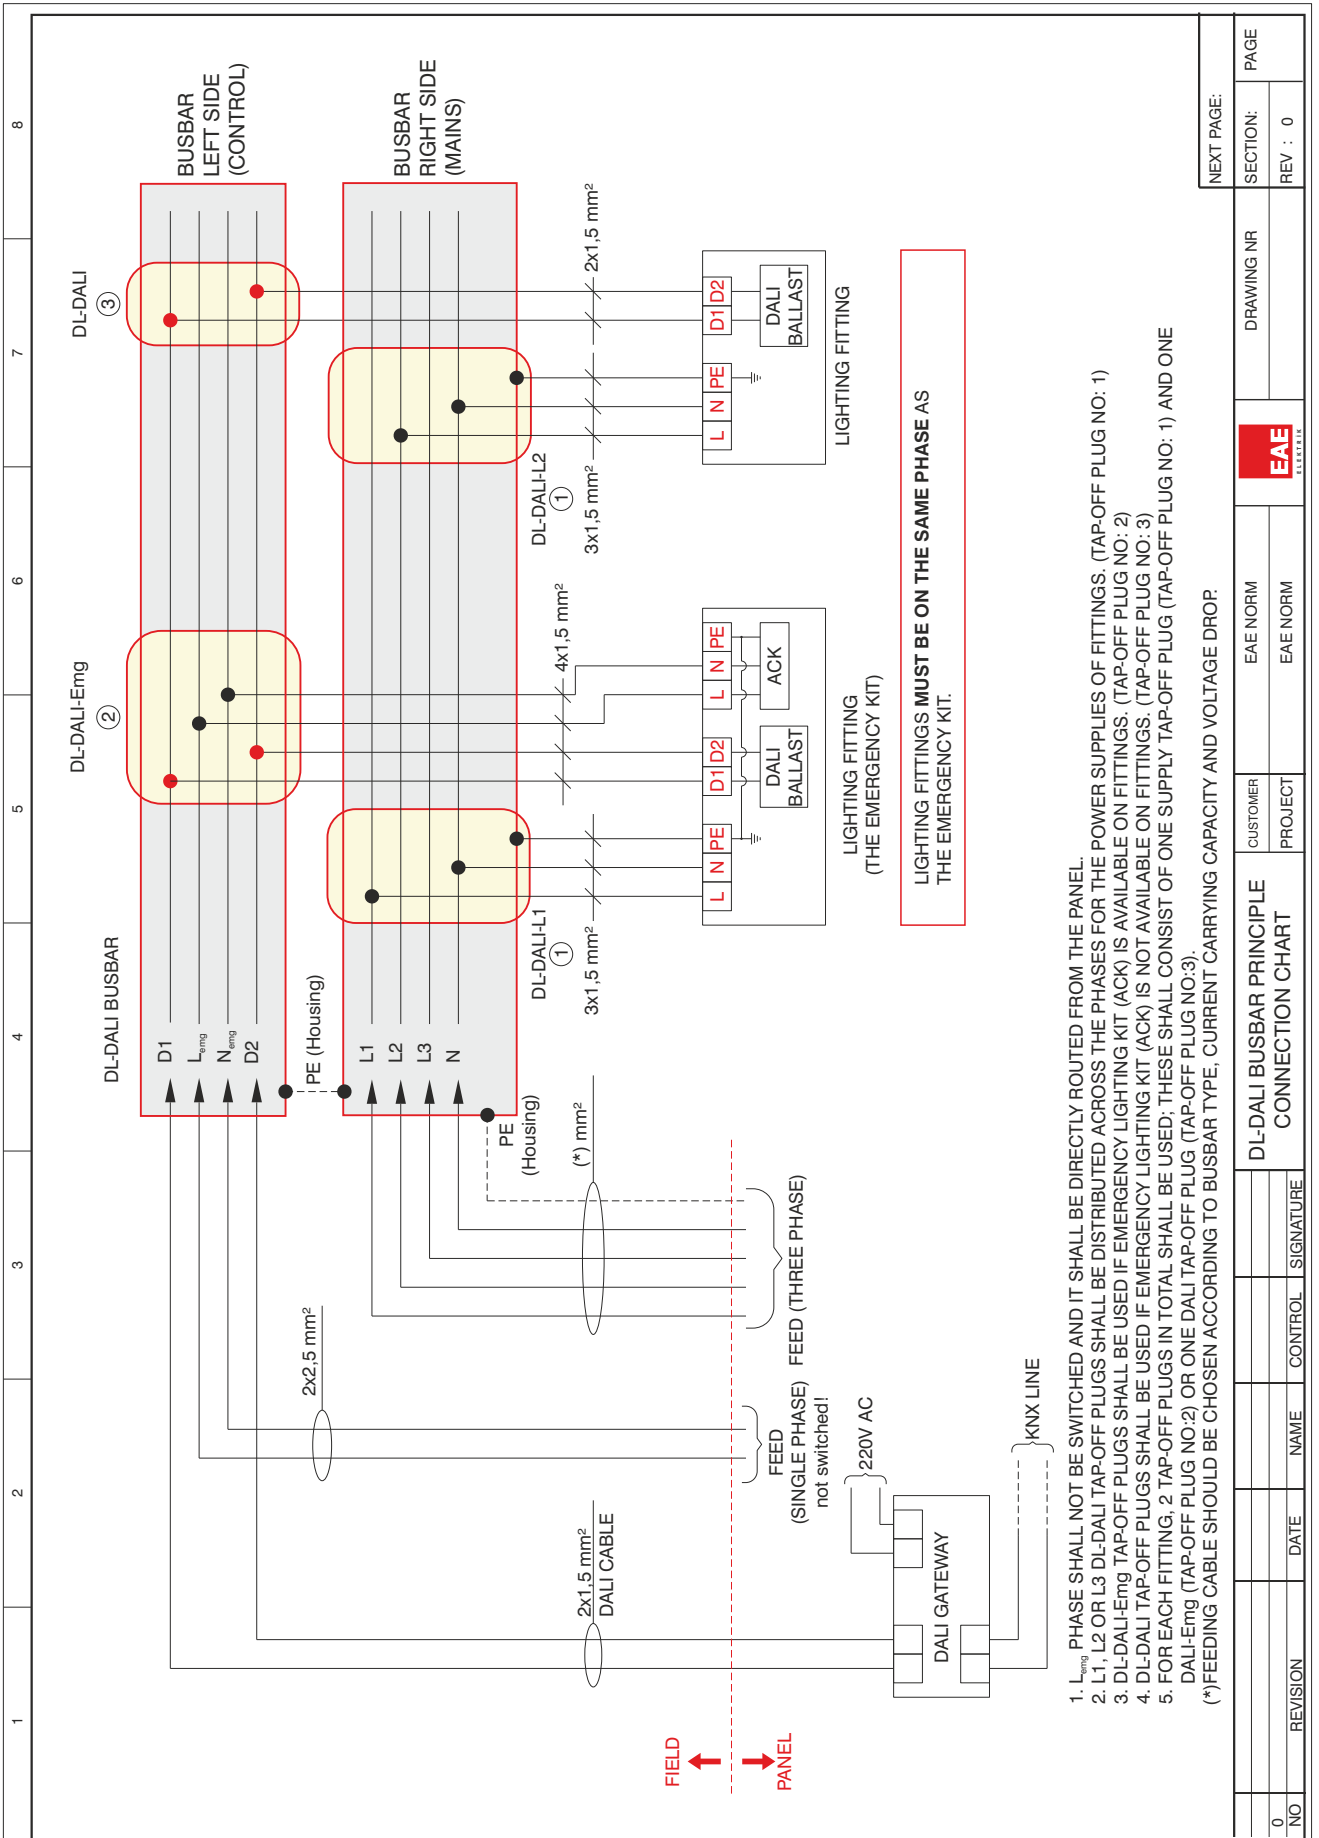 1
2
3
4
5
6
7
8
DL-DALI BUSBAR
DL-DALI-Emg
2
DL-DALI
3
BUSBAR
LEFT SIDE
(CONTROL)
D1
Lemg
Nemg
D2
PE (Housing)
BUSBAR
RIGHT SIDE
(MAINS)
L1
L2
L3
N
PE
(Housing)
DL-DALI-L1
1
3x1,5 mm²
4x1,5 mm²
DL-DALI-L2
1
3x1,5 mm²
2x1,5 mm²
2x2,5 mm²
(*) mm²
2x1,5 mm²
DALI CABLE
L N PE D1 D2 L N PE
DALI
BALLAST
ACK
LIGHTING FITTING
(THE EMERGENCY KIT)
L N PE D1 D2
DALI
BALLAST
LIGHTING FITTING
FIELD
PANEL
FEED
(SINGLE PHASE)
not switched!
FEED (THREE PHASE)
220V AC
DALI GATEWAY
KNX LINE
LIGHTING FITTINGS MUST BE ON THE SAME PHASE AS
THE EMERGENCY KIT.
1. Lemg PHASE SHALL NOT BE SWITCHED AND IT SHALL BE DIRECTLY ROUTED FROM THE PANEL.
2. L1, L2 OR L3 DL-DALI TAP-OFF PLUGS SHALL BE DISTRIBUTED ACROSS THE PHASES FOR THE POWER SUPPLIES OF FITTINGS. (TAP-OFF PLUG NO: 1)
3. DL-DALI-Emg TAP-OFF PLUGS SHALL BE USED IF EMERGENCY LIGHTING KIT (ACK) IS AVAILABLE ON FITTINGS. (TAP-OFF PLUG NO: 2)
4. DL-DALI TAP-OFF PLUGS SHALL BE USED IF EMERGENCY LIGHTING KIT (ACK) IS NOT AVAILABLE ON FITTINGS. (TAP-OFF PLUG NO: 3)
5. FOR EACH FITTING, 2 TAP-OFF PLUGS IN TOTAL SHALL BE USED; THESE SHALL CONSIST OF ONE SUPPLY TAP-OFF PLUG (TAP-OFF PLUG NO: 1) AND ONE
DALI-Emg (TAP-OFF PLUG NO:2) OR ONE DALI TAP-OFF PLUG (TAP-OFF PLUG NO:3).
(*)FEEDING CABLE SHOULD BE CHOSEN ACCORDING TO BUSBAR TYPE, CURRENT CARRYING CAPACITY AND VOLTAGE DROP.
NEXT PAGE:
0
NO
REVISION
DATE
NAME
CONTROL
SIGNATURE
DL-DALI BUSBAR PRINCIPLE
CONNECTION CHART
CUSTOMER
EAE NORM
PROJECT
EAE NORM
EAE
ELEKTRIK
DRAWING NR
SECTION:
PAGE
REV : 0